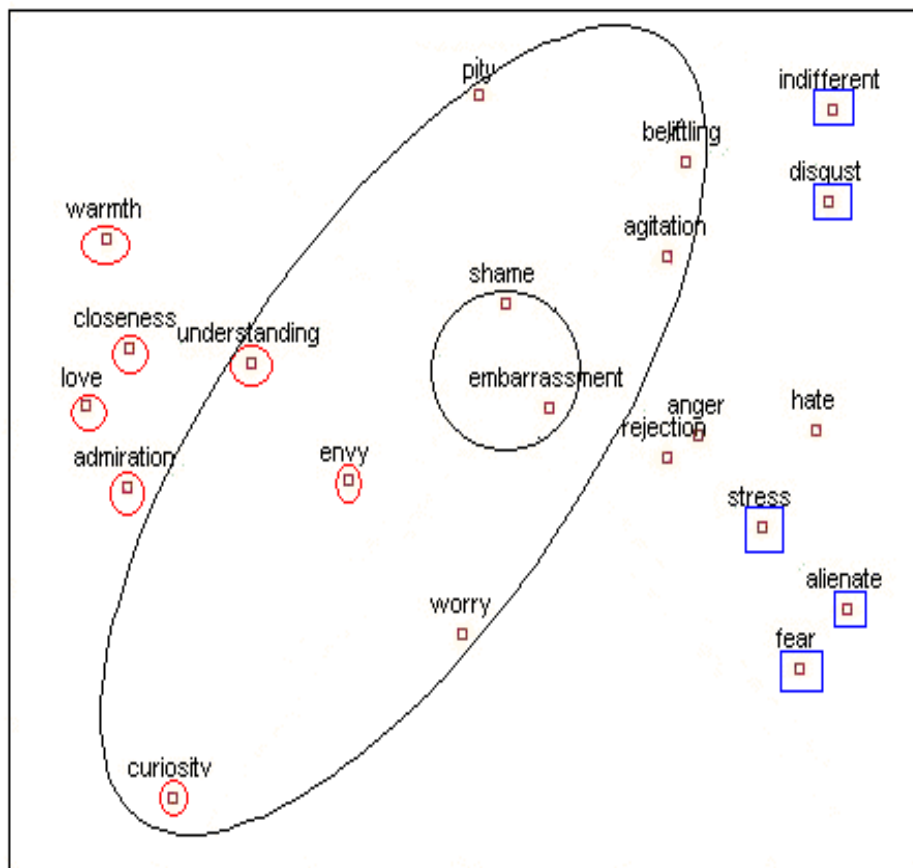 pity
indifferent
belittling
disgust
warmth
agitation
shame
closeness
understanding
love
embarrassment
anger
hate
rejection
admiration
envy
stress
alienate
worry
fear
curiosity